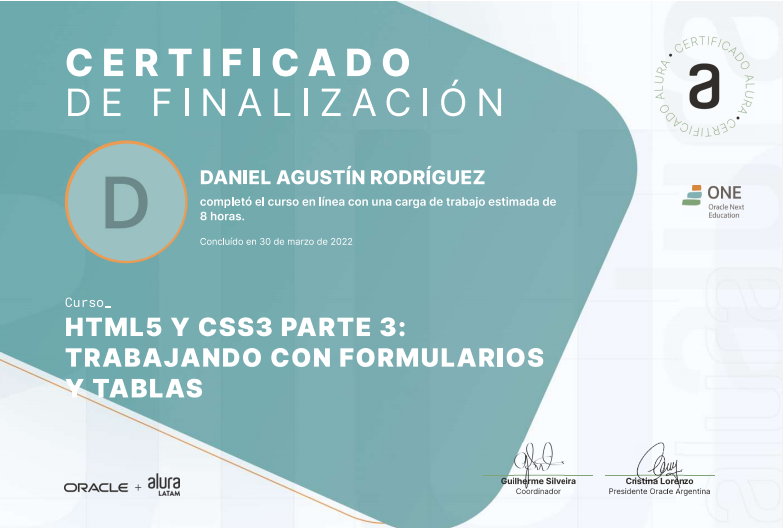 CERTIFICADO
DE FINALIZACIÓN
CERTIFICADO ALURA • CERTIFICADO ALURA •
a
D
DANIEL AGUSTÍN RODRÍGUEZ
completó el curso en línea con una carga de trabajo estimada de
8 horas.
Concluído en 30 de marzo de 2022
ONE
Oracle Next
Education
Curso_
HTML5 Y CSS3 PARTE 3:
TRABAJANDO CON FORMULARIOS
Y TABLAS
ORACLE + alura
LATAM
Guilherme Silveira
Coordinador
Cristina Lorenzo
Presidente Oracle Argentina
alura